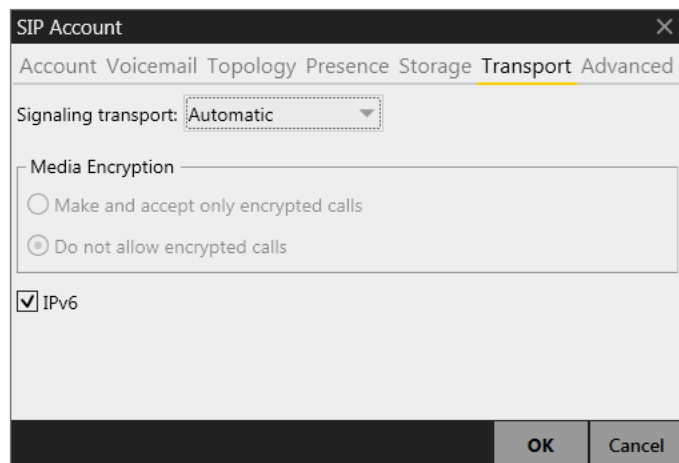 SIP Account
Account Voicemail Topology Presence Storage Transport Advanced
Signaling transport: Automatic
Media Encryption
Make and accept only encrypted calls
Do not allow encrypted calls
IPv6
OK Cancel